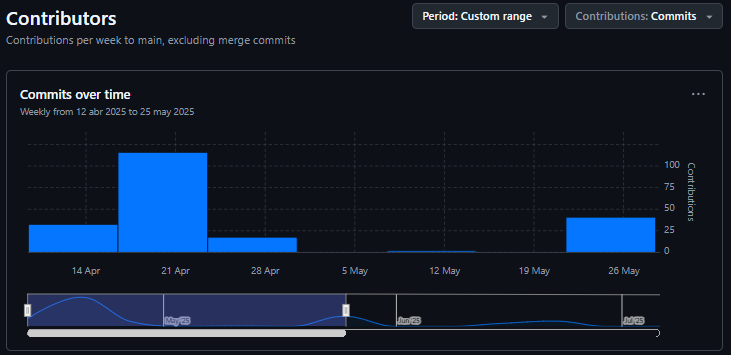 Contributors
Period: Custom range
Contributions: Commits
Contributions per week to main, excluding merge commits
Commits over time
Weekly from 12 abr 2025 to 25 may 2025
100
75
50
25
0
Contributions
14 Apr 21 Apr 28 Apr 5 May 12 May 19 May 26 May
May '25 Jun '25 Jul '25